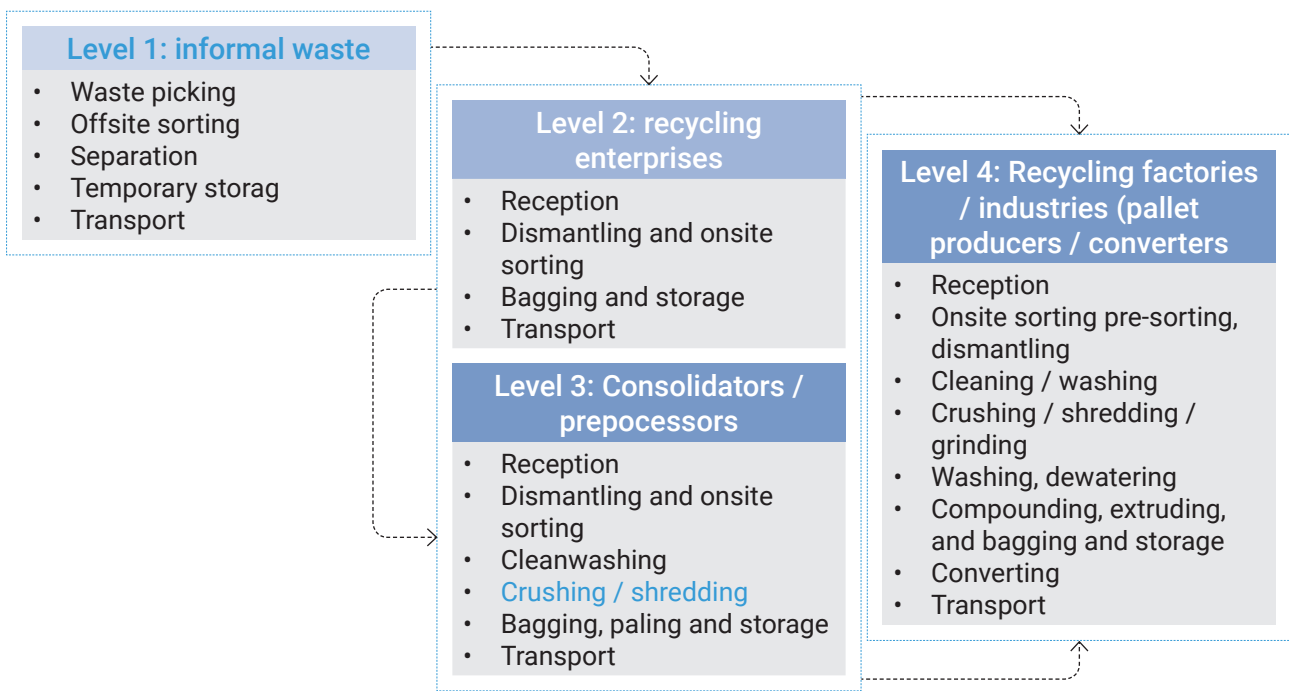 Level 1: informal waste
• Waste picking
• Offsite sorting
• Separation
• Temporary storag
• Transport
Level 2: recycling
enterprises
• Reception
• Dismantling and onsite
sorting
• Bagging and storage
• Transport
Level 3: Consolidators /
prepocessors
• Reception
• Dismantling and onsite
sorting
• Cleanwashing
• Crushing / shredding
• Bagging, paling and storage
• Transport
Level 4: Recycling factories
/ industries (pallet
producers / converters
• Reception
• Onsite sorting pre-sorting,
dismantling
• Cleaning / washing
• Crushing / shredding /
grinding
• Washing, dewatering
• Compounding, extruding,
and bagging and storage
• Converting
• Transport